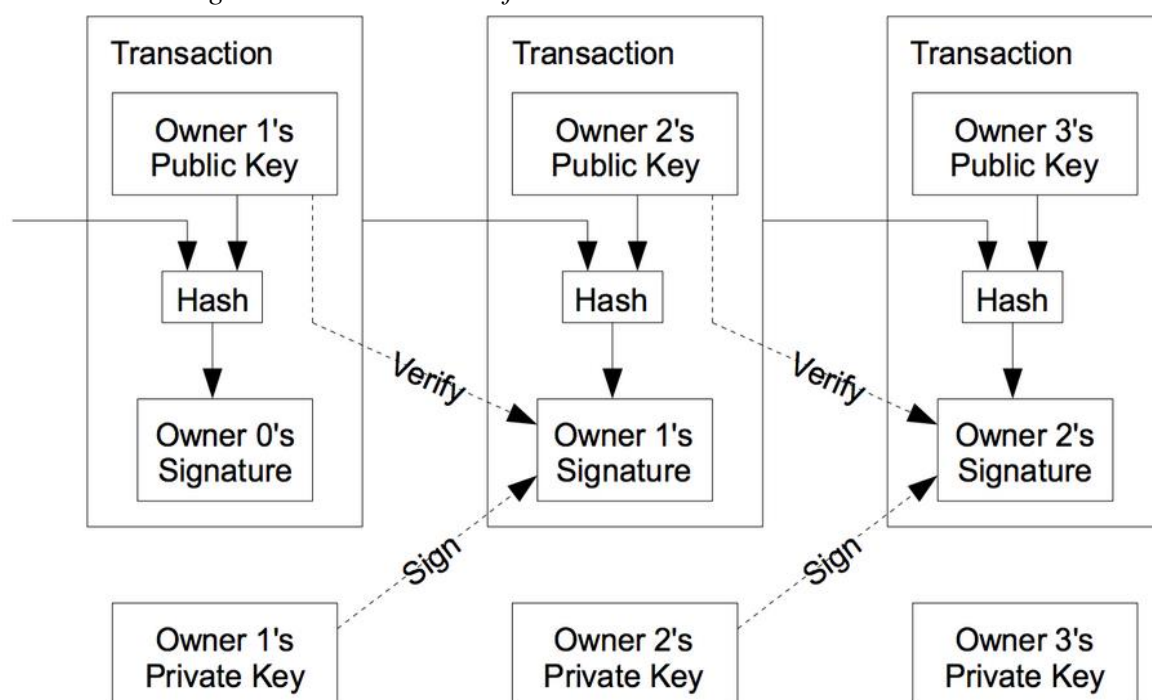 Transaction
Owner 1's
Public Key
Hash
Verify
Owner 0's
Signature
Sign
Owner 1's
Private Key
Transaction
Owner 2's
Public Key
Hash
Verify
Owner 1's
Signature
Sign
Owner 2's
Private Key
Transaction
Owner 3's
Public Key
Hash
Owner 2's
Signature
Owner 3's
Private Key